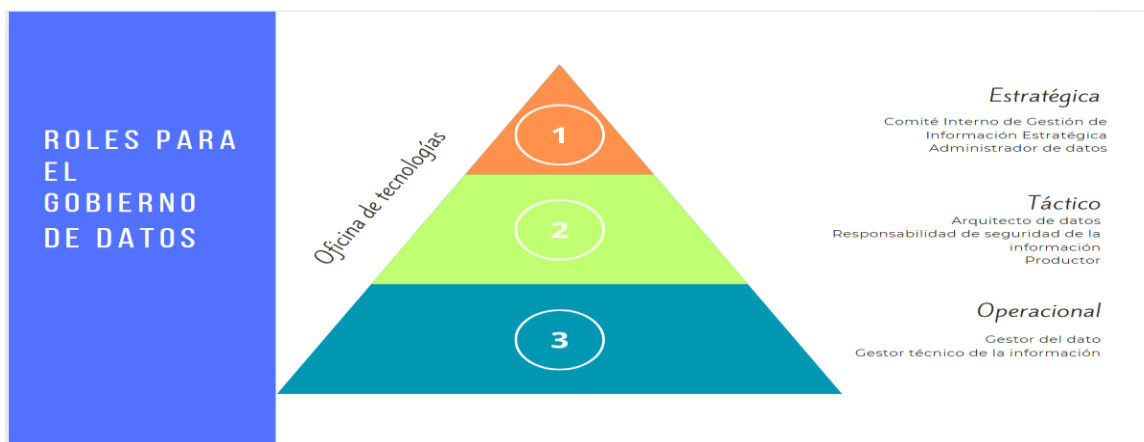 ROLES PARA
EL
GOBIERNO
DE DATOS
Oficina de tecnologías
1
2
3
Estratégica
Comité Interno de Gestión de
Información Estratégica
Administrador de datos
Táctico
Arquitecto de datos
Responsabilidad de seguridad de la
información
Productor
Operacional
Gestor del dato
Gestor técnico de la información